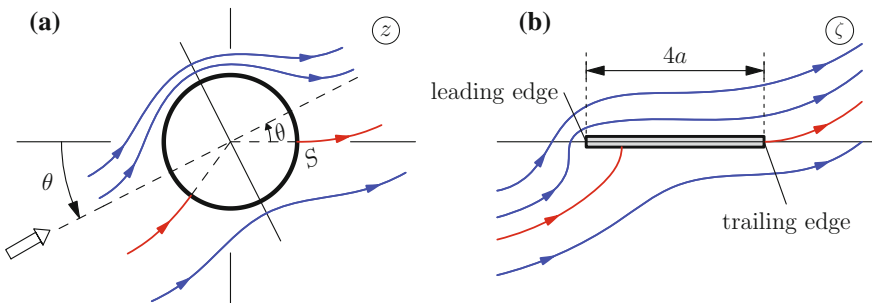 (a)
z
θ
θ
S
(b)
ζ
4a
leading edge
trailing edge